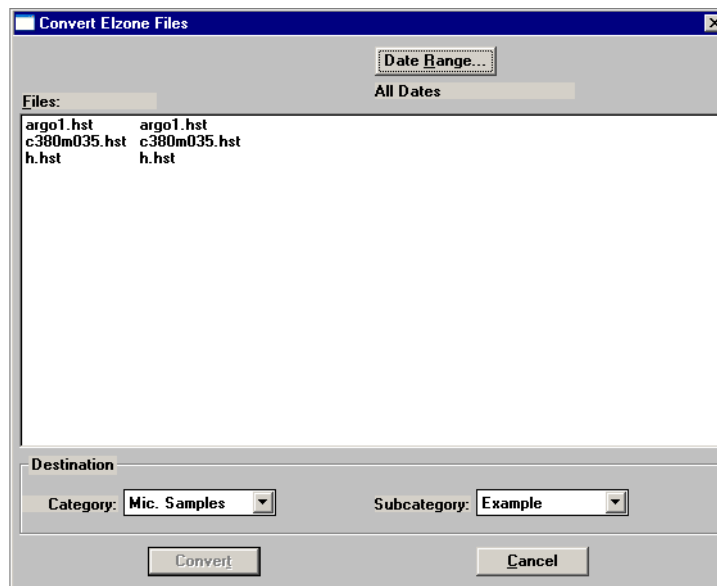 Convert Elzone Files
Date Range...
All Dates
Files:
argo1.hst argo1.hst
c380m035.hst c380m035.hst
h.hst h.hst
Destination
Category: Mic. Samples Subcategory: Example
Convert Cancel